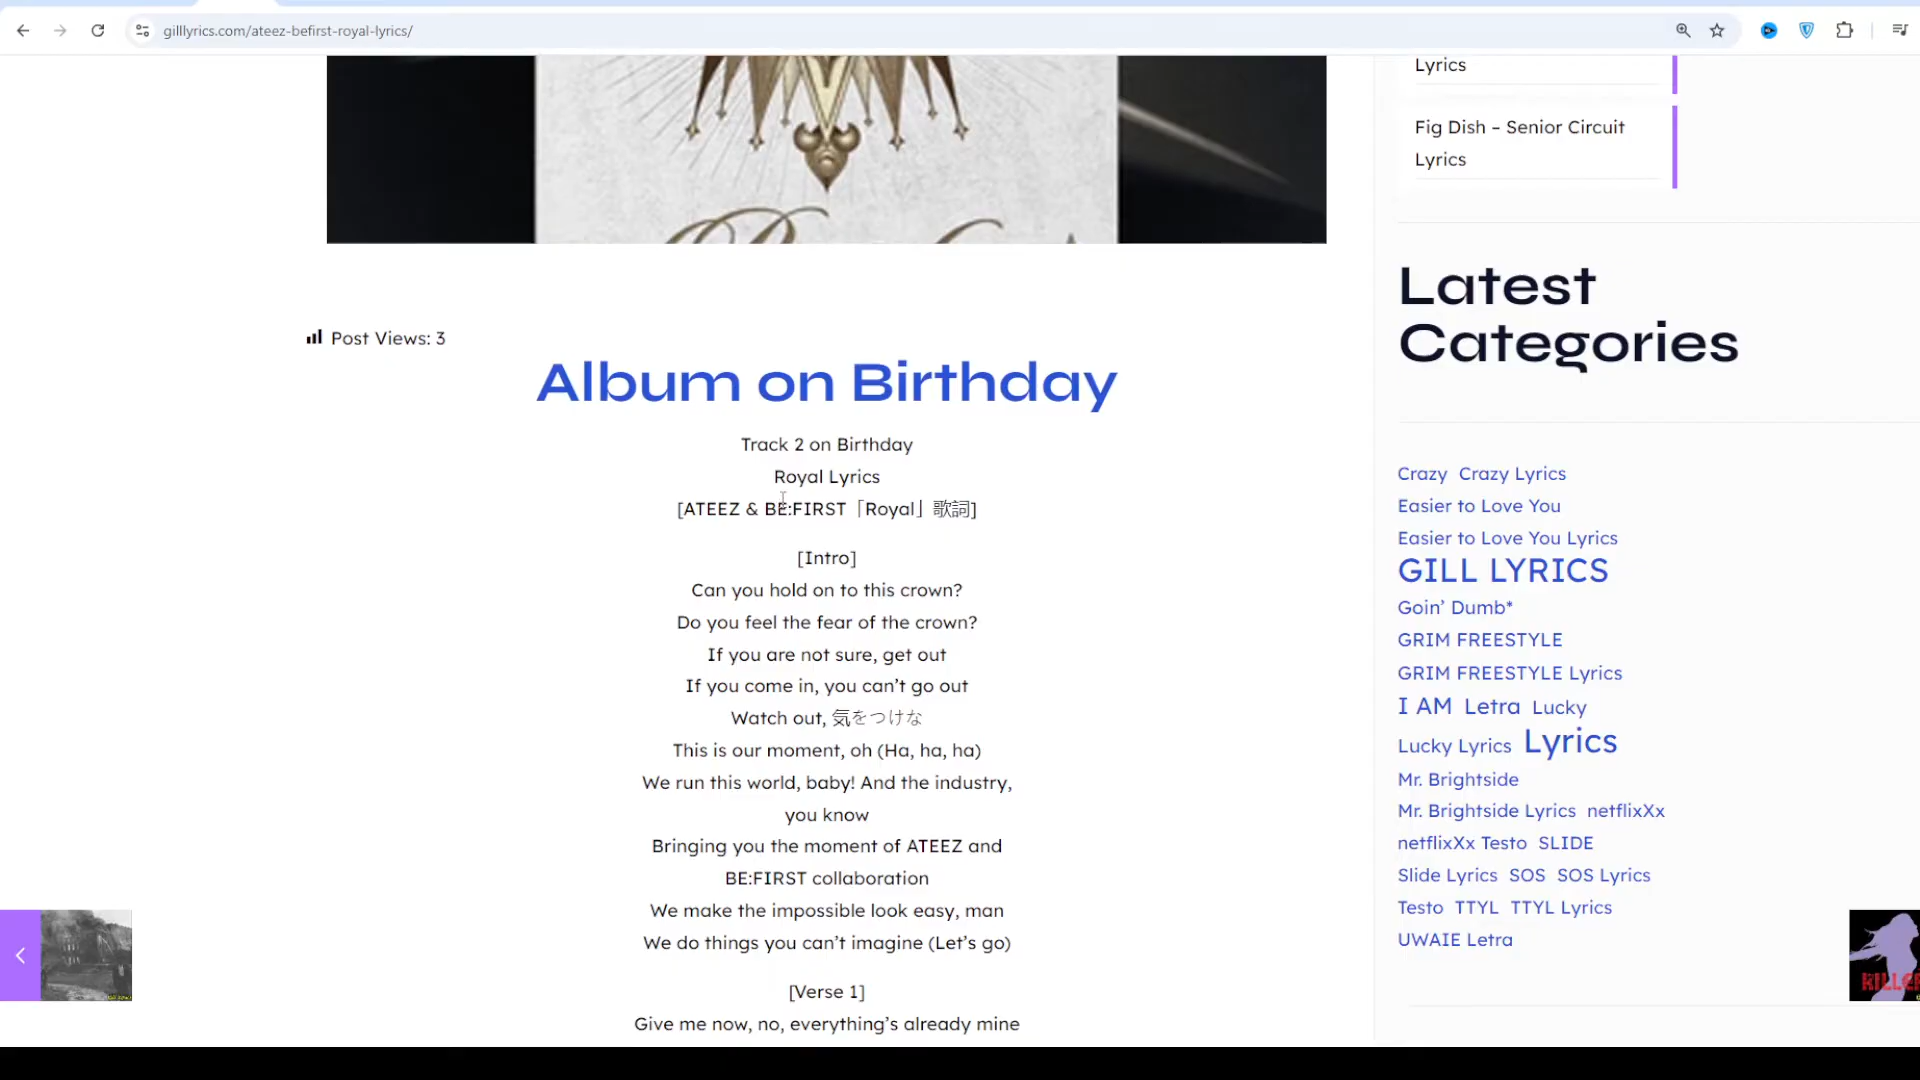 gilllyrics.com/ateez-befirst-royal-lyrics/
Post Views: 3
Album on Birthday
Track 2 on Birthday
Royal Lyrics
[ATEEZ & BE:FIRST「Royal」歌詞]
[Intro]
Can you hold on to this crown?
Do you feel the fear of the crown?
If you are not sure, get out
If you come in, you can’t go out
Watch out, 気をつけな
This is our moment, oh (Ha, ha, ha)
We run this world, baby! And the industry,
you know
Bringing you the moment of ATEEZ and
BE:FIRST collaboration
We make the impossible look easy, man
We do things you can’t imagine (Let’s go)
[Verse 1]
Give me now, no, everything’s already mine
Lyrics
Fig Dish – Senior Circuit
Lyrics
Latest
Categories
Crazy Crazy Lyrics
Easier to Love You
Easier to Love You Lyrics
GILL LYRICS
Goin’ Dumb*
GRIM FREESTYLE
GRIM FREESTYLE Lyrics
I AM Letra Lucky
Lucky Lyrics Lyrics
Mr. Brightside
Mr. Brightside Lyrics netflixXx
netflixXx Testo SLIDE
Slide Lyrics SOS SOS Lyrics
Testo TTYL TTYL Lyrics
UWAIE Letra